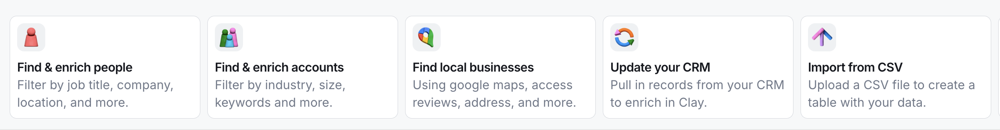 Find & enrich people
Filter by job title, company,
location, and more.
Find & enrich accounts
Filter by industry, size,
keywords and more.
Find local businesses
Using google maps, access
reviews, address, and more.
Update your CRM
Pull in records from your CRM
to enrich in Clay.
Import from CSV
Upload a CSV file to create a
table with your data.